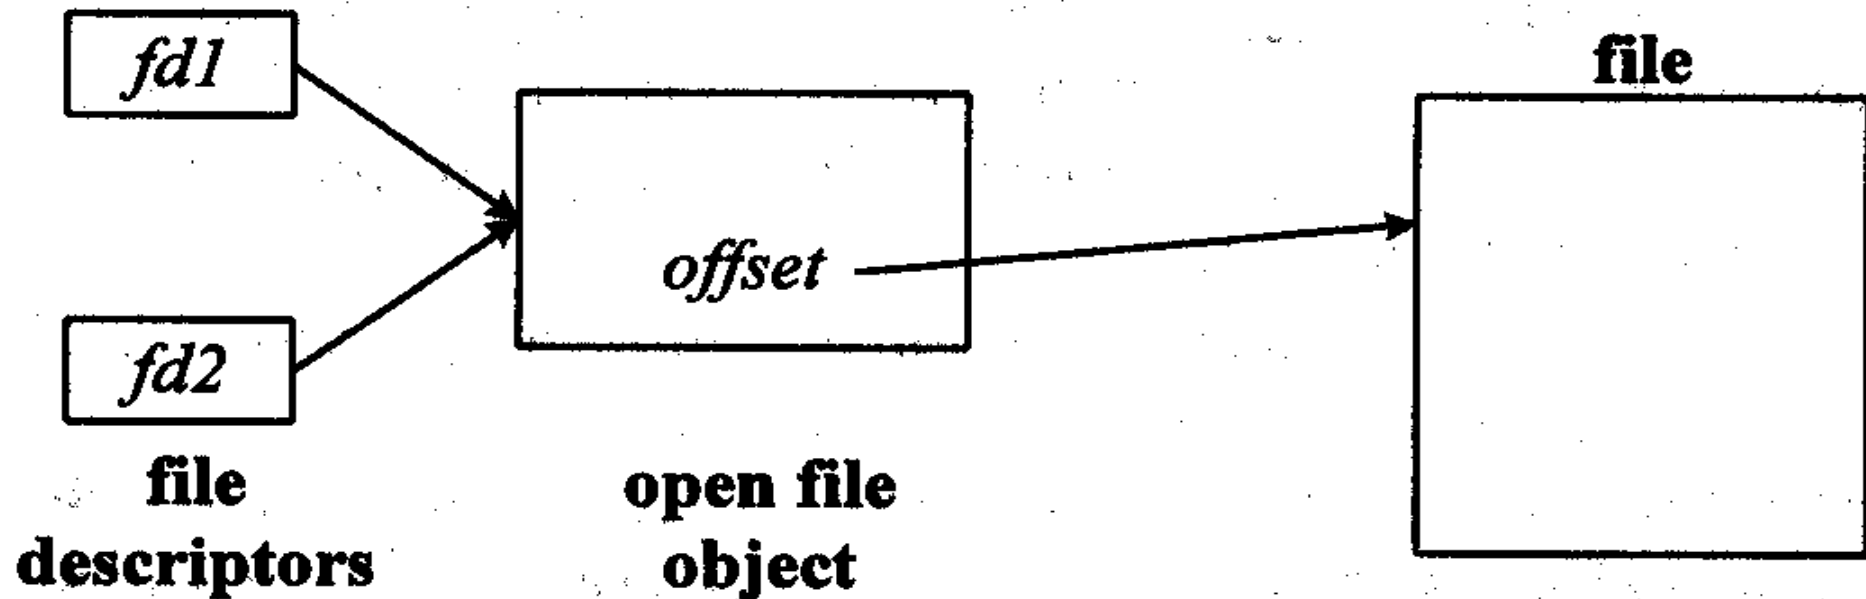 fd1
file
offset
fd2
file
descriptors
open file
object